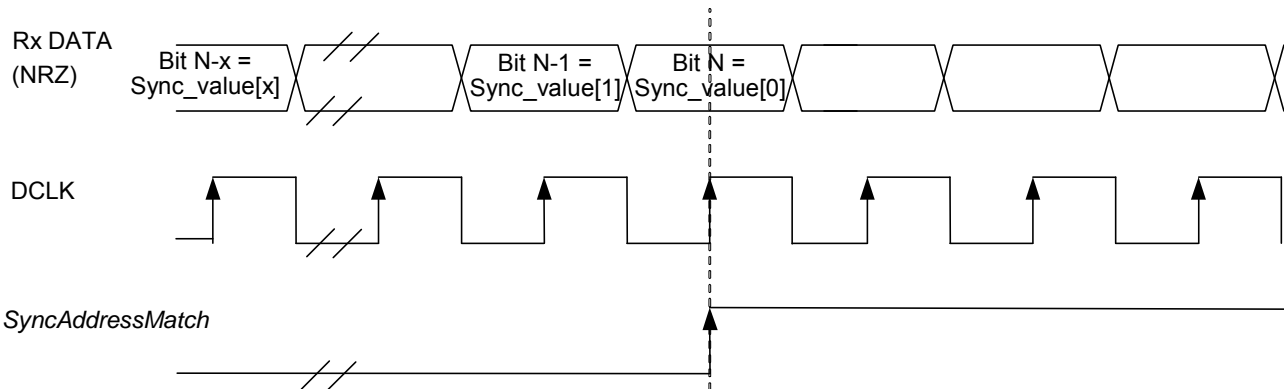 Rx DATA
(NRZ)
Bit N-x =
Sync_value[x]
Bit N-1 =
Sync_value[1]
Bit N =
Sync_value[0]
DCLK
SyncAddressMatch